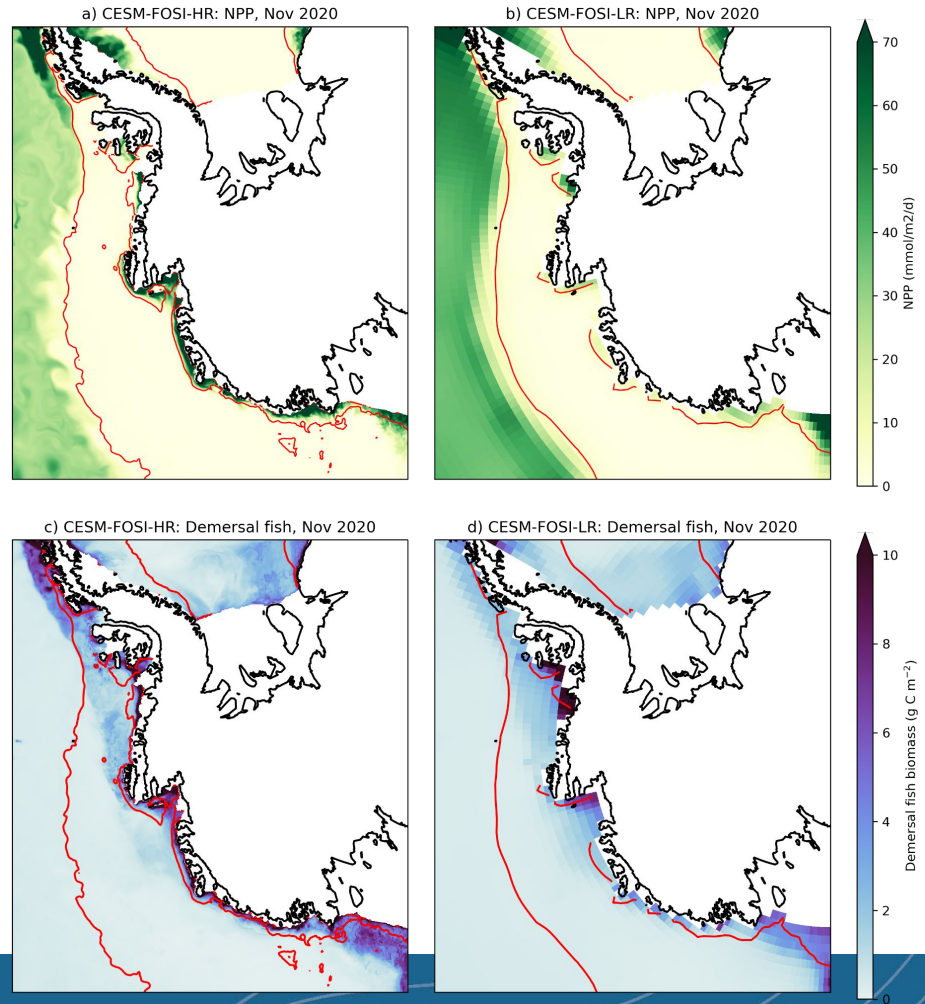 a) CESM-FOSI-HR: NPP, Nov 2020
b) CESM-FOSI-LR: NPP, Nov 2020
70
60
50
40
30
20
10
0
NPP (mmol/m2/d)
c) CESM-FOSI-HR: Demersal fish, Nov 2020
d) CESM-FOSI-LR: Demersal fish, Nov 2020
10
8
6
4
2
0
Demersal fish biomass (g C m⁻²)